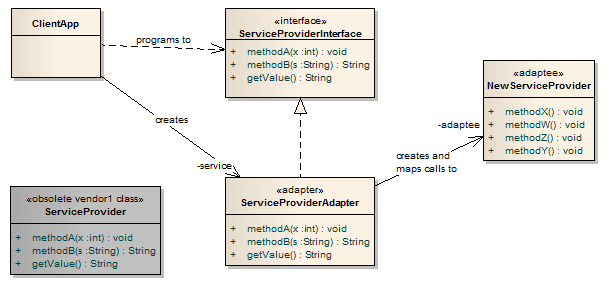 ClientApp
programs to
«interface»
ServiceProviderInterface
+ methodA(x :int) : void
+ methodB(s :String) : String
+ getValue() : String
«adaptee»
NewServiceProvider
+ methodX() : void
+ methodW() : void
+ methodZ() : void
+ methodY() : void
creates
-adaptee
creates and
maps calls to
-service
«obsolete vendor1 class»
ServiceProvider
+ methodA(x :int) : void
+ methodB(s :String) : String
+ getValue() : String
«adapter»
ServiceProviderAdapter
+ methodA(x :int) : void
+ methodB(s :String) : String
+ getValue() : String